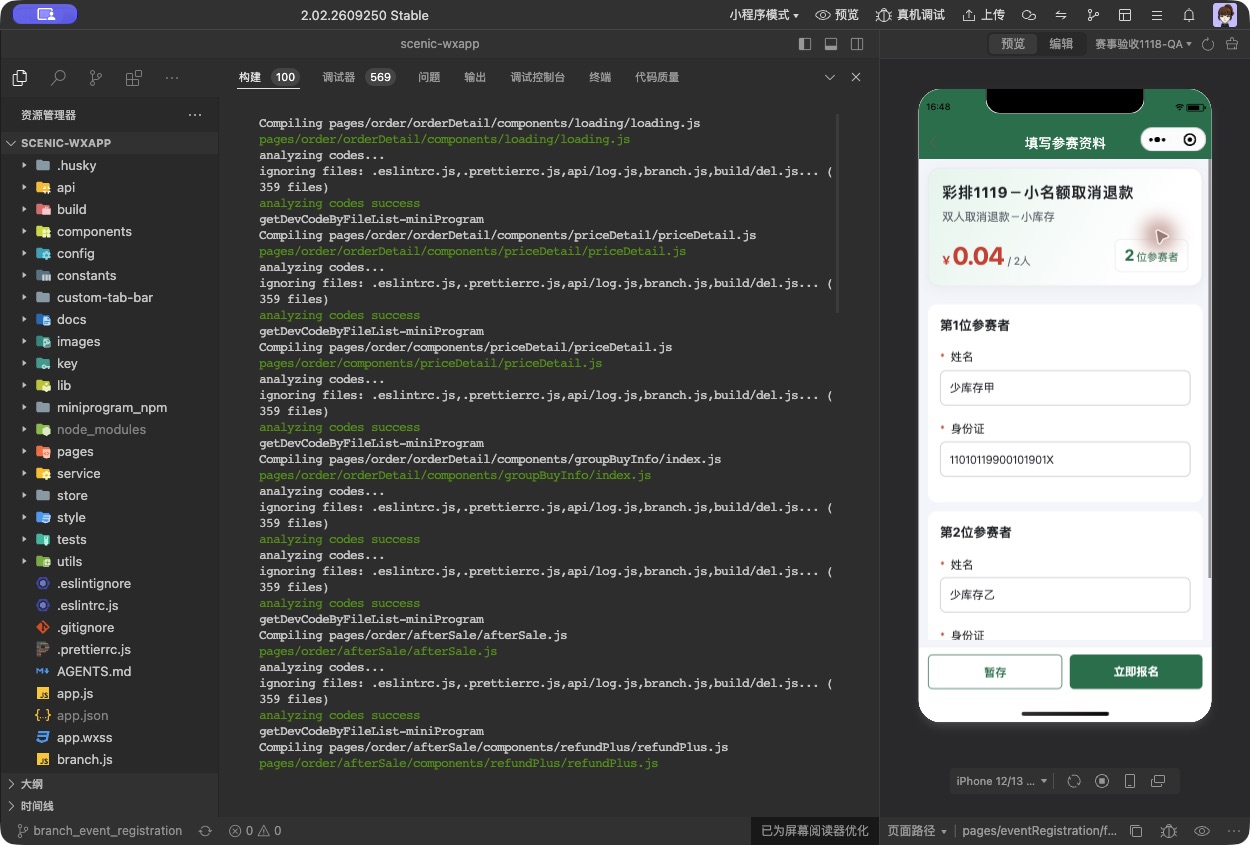 2.02.2609250 Stable
小程序模式
预览
真机调试
上传
scenic-wxapp
预览
编辑
赛事验收1118-QA
构建 100
调试器 569
问题
输出
调试控制台
终端
代码质量
资源管理器
SCENIC-WXAPP
.husky
api
build
components
config
constants
custom-tab-bar
docs
images
key
lib
miniprogram_npm
node_modules
pages
service
store
style
tests
utils
.eslintignore
.eslintrc.js
.gitignore
.prettierrc.js
AGENTS.md
app.js
app.json
app.wxss
branch.js
大纲
时间线
Compiling pages/order/orderDetail/components/loading/loading.js
pages/order/orderDetail/components/loading/loading.js
analyzing codes...
ignoring files: .eslintrc.js,.prettierrc.js,api/log.js,branch.js,build/del.js... (
359 files)
analyzing codes success
getDevCodeByFileList-miniProgram
Compiling pages/order/orderDetail/components/priceDetail/priceDetail.js
pages/order/orderDetail/components/priceDetail/priceDetail.js
analyzing codes...
ignoring files: .eslintrc.js,.prettierrc.js,api/log.js,branch.js,build/del.js... (
359 files)
analyzing codes success
getDevCodeByFileList-miniProgram
Compiling pages/order/components/priceDetail/priceDetail.js
pages/order/components/priceDetail/priceDetail.js
analyzing codes...
ignoring files: .eslintrc.js,.prettierrc.js,api/log.js,branch.js,build/del.js... (
359 files)
analyzing codes success
getDevCodeByFileList-miniProgram
Compiling pages/order/orderDetail/components/groupBuyInfo/index.js
pages/order/orderDetail/components/groupBuyInfo/index.js
analyzing codes...
ignoring files: .eslintrc.js,.prettierrc.js,api/log.js,branch.js,build/del.js... (
359 files)
analyzing codes success
analyzing codes...
ignoring files: .eslintrc.js,.prettierrc.js,api/log.js,branch.js,build/del.js... (
359 files)
analyzing codes success
getDevCodeByFileList-miniProgram
Compiling pages/order/afterSale/afterSale.js
pages/order/afterSale/afterSale.js
analyzing codes...
ignoring files: .eslintrc.js,.prettierrc.js,api/log.js,branch.js,build/del.js... (
359 files)
analyzing codes success
getDevCodeByFileList-miniProgram
Compiling pages/order/afterSale/components/refundPlus/refundPlus.js
pages/order/afterSale/components/refundPlus/refundPlus.js
16:48
填写参赛资料
彩排1119－小名额取消退款
双人取消退款－小库存
¥0.04 / 2人
2位参赛者
第1位参赛者
* 姓名
少库存甲
* 身份证
11010119900101901X
第2位参赛者
* 姓名
少库存乙
* 身份证
暂存
立即报名
iPhone 12/13 ...
branch_event_registration
0
0
已为屏幕阅读器优化
页面路径
pages/eventRegistration/f...